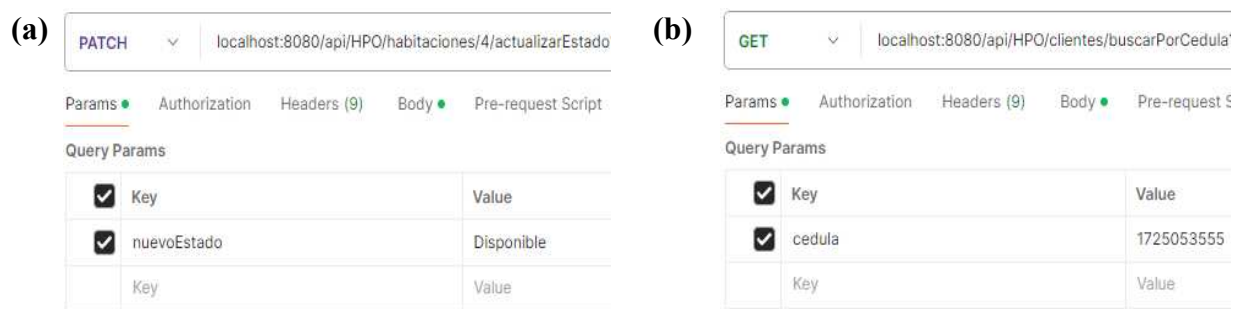 (a)
PATCH localhost:8080/api/HPO/habitaciones/4/actualizarEstado
Params Authorization Headers (9) Body Pre-request Script
Query Params
Key Value
nuevoEstado Disponible
Key Value
(b)
GET localhost:8080/api/HPO/clientes/buscarPorCedula?
Params Authorization Headers (9) Body Pre-request S
Query Params
Key Value
cedula 1725053555
Key Value